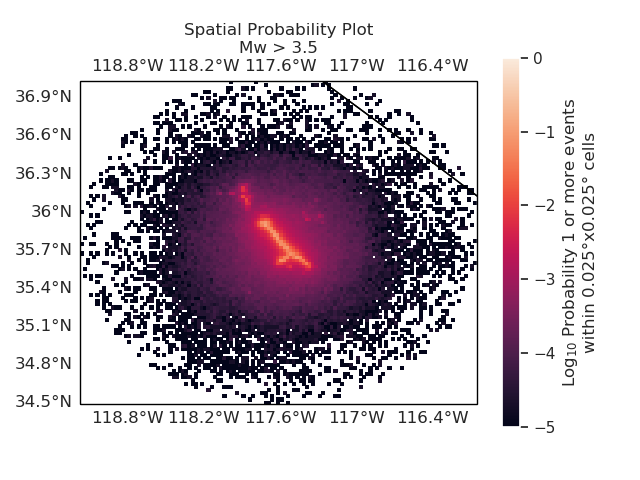 Spatial Probability Plot
Mw > 3.5
118.8°W 118.2°W 117.6°W 117°W 116.4°W
36.9°N
36.6°N
36.3°N
36°N
35.7°N
35.4°N
35.1°N
34.8°N
34.5°N
118.8°W 118.2°W 117.6°W 117°W 116.4°W
0
−1
−2
−3
−4
−5
Log₁₀ Probability 1 or more events
within 0.025°x0.025° cells